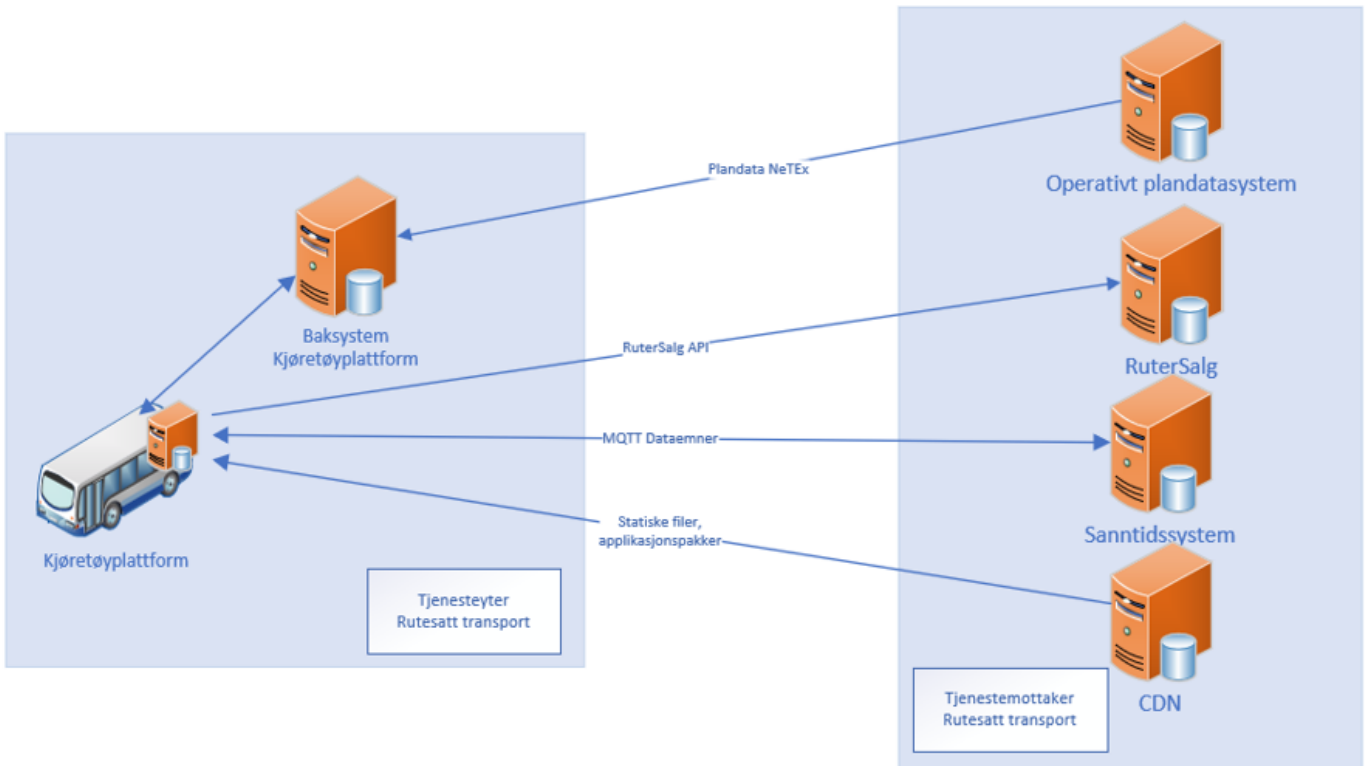 Operativt plandatasystem
Plandata NeTEx
Baksystem
Kjøretøyplattform
RuterSalg API
RuterSalg
MQTT Dataemner
Statiske filer,
applikasjonspakker
Sanntidssystem
Kjøretøyplattform
Tjenesteyter
Rutesatt transport
Tjenestemottaker
Rutesatt transport
CDN